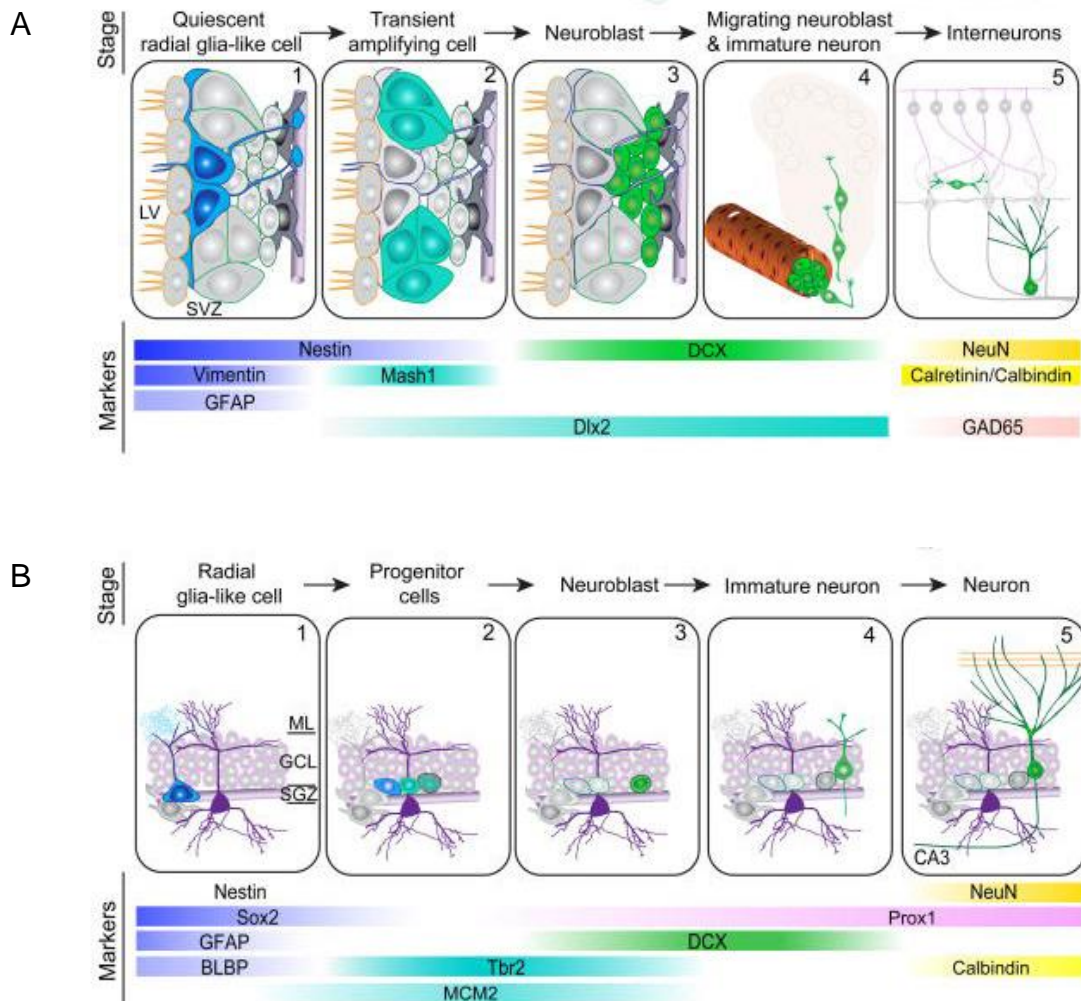 A
Stage
Quiescent
radial glia-like cell
Transient
amplifying cell
Neuroblast
Migrating neuroblast
& immature neuron
Interneurons
1
2
3
4
5
LV
SVZ
Markers
Nestin
DCX
NeuN
Vimentin
Mash1
Calretinin/Calbindin
GFAP
Dlx2
GAD65
B
Stage
Radial
glia-like cell
Progenitor
cells
Neuroblast
Immature neuron
Neuron
1
2
3
4
5
ML
GCL
SGZ
CA3
Markers
Nestin
NeuN
Sox2
Prox1
GFAP
DCX
BLBP
Tbr2
Calbindin
MCM2